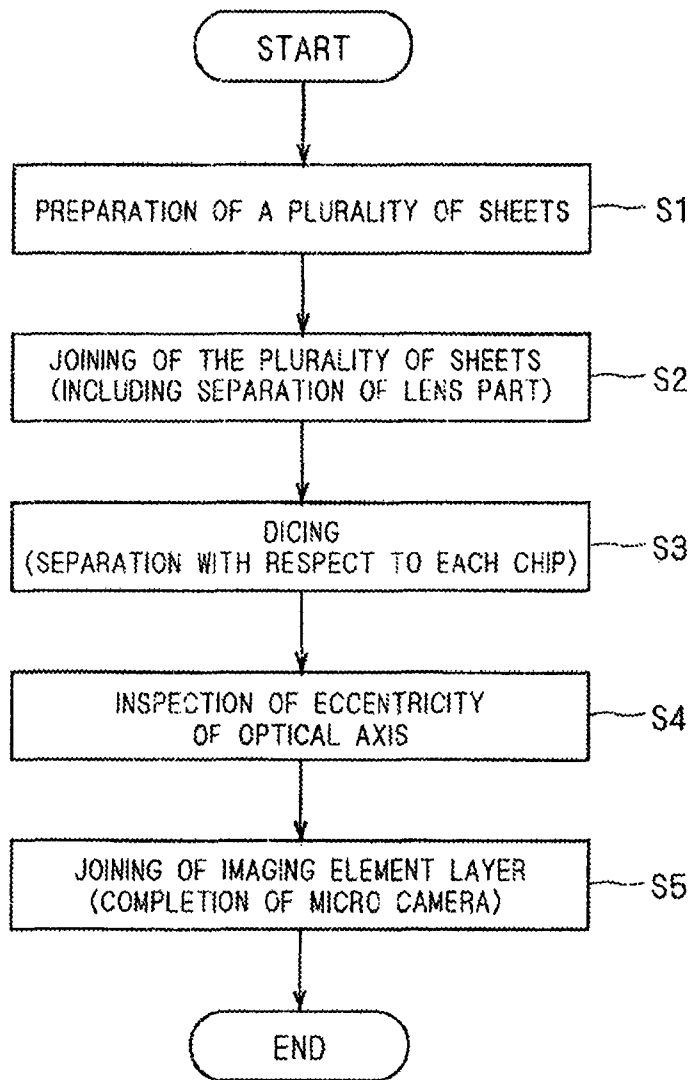 START
PREPARATION OF A PLURALITY OF SHEETS
S1
JOINING OF THE PLURALITY OF SHEETS
(INCLUDING SEPARATION OF LENS PART)
S2
DICING
(SEPARATION WITH RESPECT TO EACH CHIP)
S3
INSPECTION OF ECCENTRICITY
OF OPTICAL AXIS
S4
JOINING OF IMAGING ELEMENT LAYER
(COMPLETION OF MICRO CAMERA)
S5
END